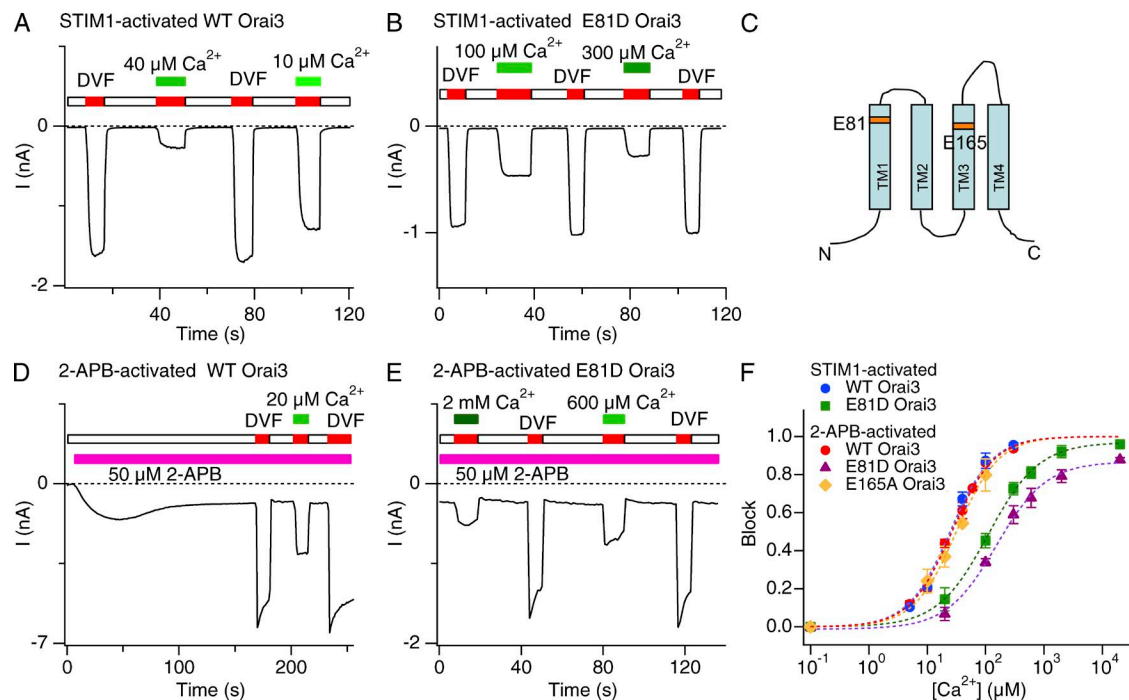 A STIM1-activated WT Orai3
40 µM Ca2+
10 µM Ca2+
DVF
DVF
0
-2
I (nA)
0
40
80
120
Time (s)
B STIM1-activated E81D Orai3
100 µM Ca2+
300 µM Ca2+
DVF
DVF
DVF
0
-1
I (nA)
0
40
80
120
Time (s)
C
E81
E165
TM1
TM2
TM3
TM4
N
C
D 2-APB-activated WT Orai3
20 µM Ca2+
DVF
DVF
50 µM 2-APB
0
-7
I (nA)
0
100
200
Time (s)
E 2-APB-activated E81D Orai3
2 mM Ca2+
600 µM Ca2+
DVF
DVF
50 µM 2-APB
0
-2
I (nA)
0
40
80
120
Time (s)
F
STIM1-activated
WT Orai3
E81D Orai3
2-APB-activated
WT Orai3
E81D Orai3
E165A Orai3
1.0
0.8
0.6
0.4
0.2
0.0
Block
10-1
100
101
102
103
104
[Ca2+] (µM)